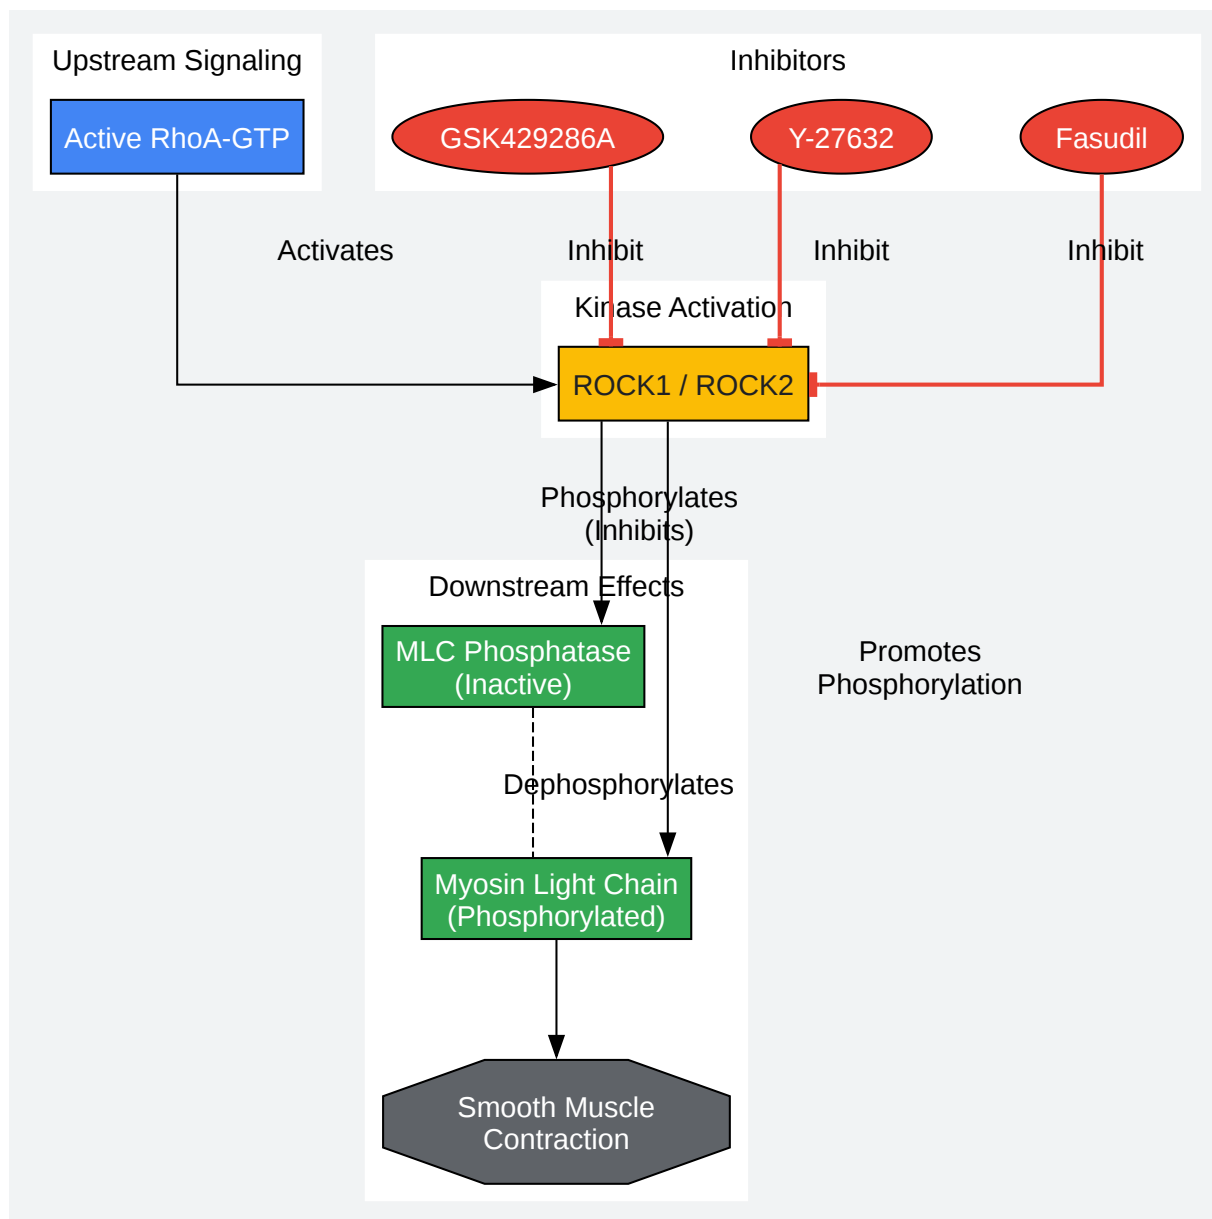 Upstream Signaling
Inhibitors
Active RhoA-GTP
GSK429286A
Y-27632
Fasudil
Activates
Inhibit
Inhibit
Inhibit
Kinase Activation
ROCK1 / ROCK2
Phosphorylates
(Inhibits)
Downstream Effects
MLC Phosphatase
(Inactive)
Promotes
Phosphorylation
Dephosphorylates
Myosin Light Chain
(Phosphorylated)
Smooth Muscle
Contraction